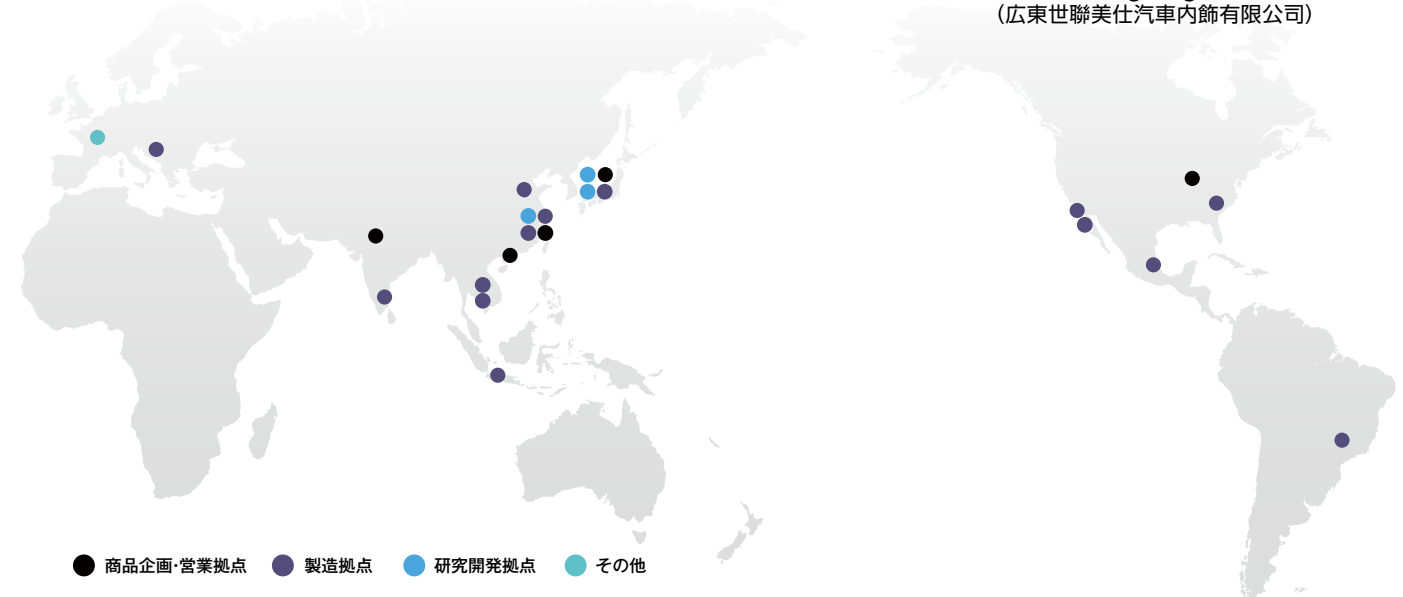 （広東世聯美仕汽車内飾有限公司）
商品企画・営業拠点
製造拠点
研究開発拠点
その他